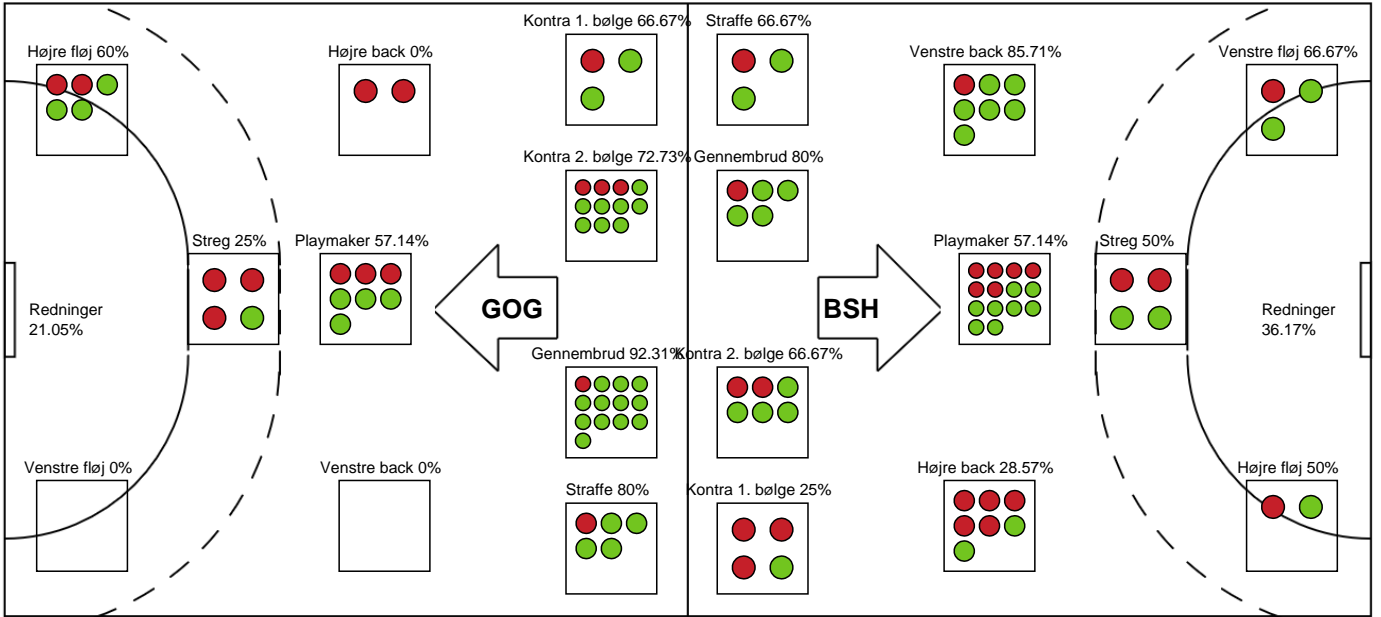 Kontra 1. bølge 66.67%
Straffe 66.67%
Højre fløj 60%
Højre back 0%
Venstre back 85.71%
Venstre fløj 66.67%
Kontra 2. bølge 72.73%
Gennembrud 80%
Streg 25%
Playmaker 57.14%
Playmaker 57.14%
Streg 50%
Redninger
21.05%
GOG
BSH
Redninger
36.17%
Gennembrud 92.31%
Kontra 2. bølge 66.67%
Venstre fløj 0%
Venstre back 0%
Straffe 80%
Kontra 1. bølge 25%
Højre back 28.57%
Højre fløj 50%